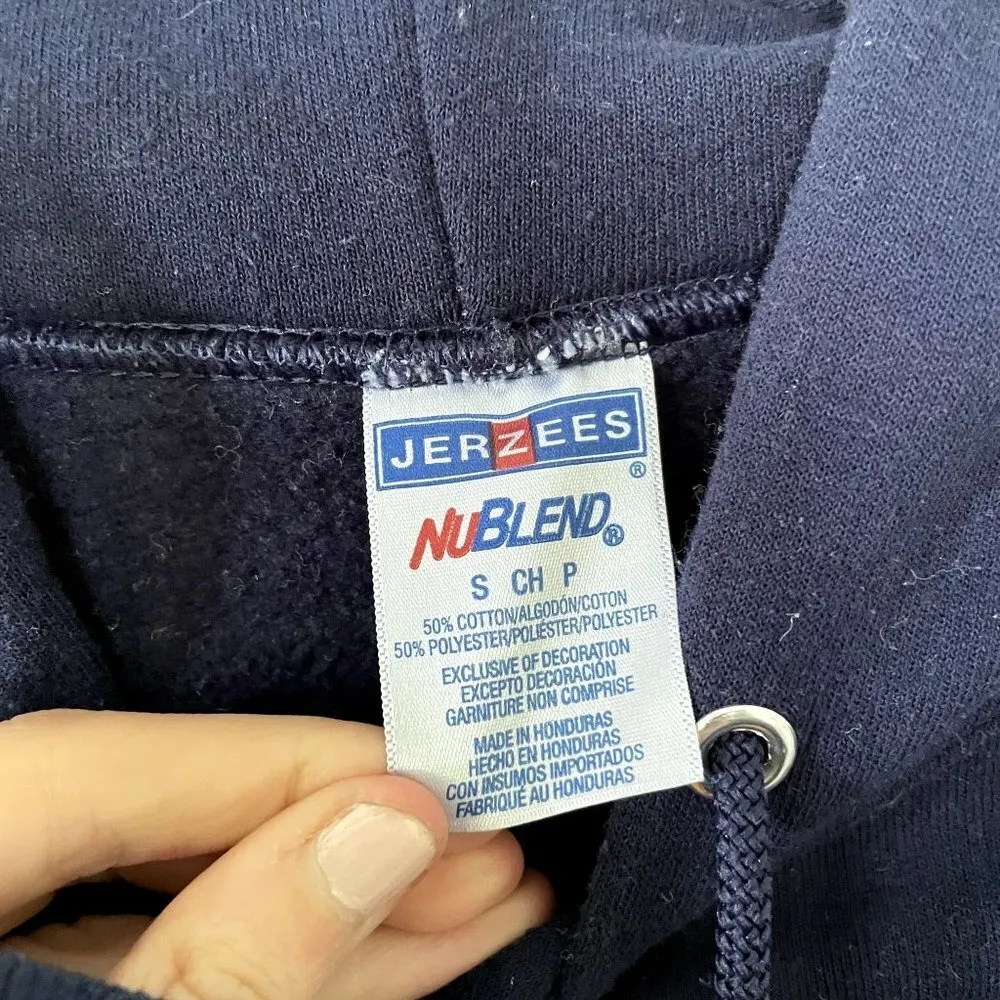 JERZEES®
NUBLEND®
S CH P
50% COTTON/ALGODÓN/COTON
50% POLYESTER/POLIÉSTER/POLYESTER
EXCLUSIVE OF DECORATION
EXCEPTO DECORACIÓN
GARNITURE NON COMPRISE
MADE IN HONDURAS
HECHO EN HONDURAS
CON INSUMOS IMPORTADOS
FABRIQUÉ AU HONDURAS